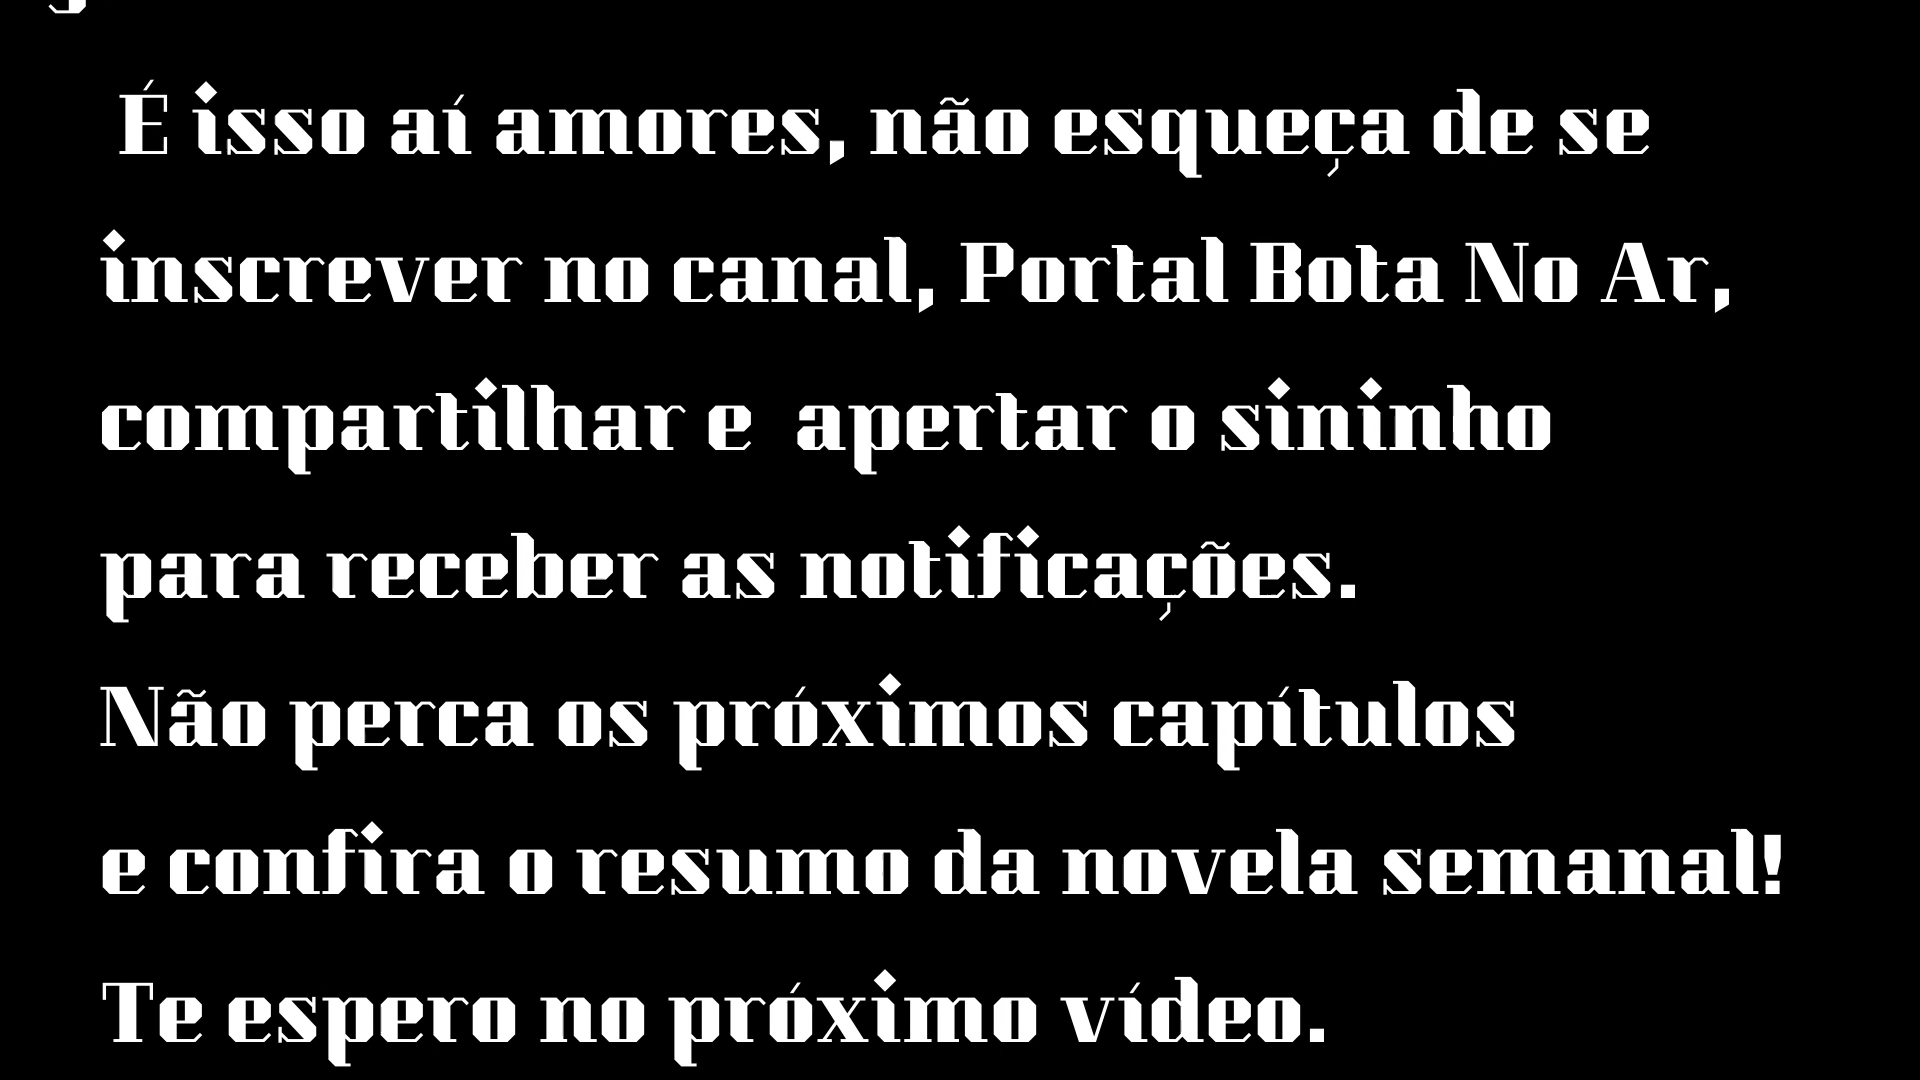 É isso aí amores, não esqueça de se
inscrever no canal, Portal Bota No Ar,
compartilhar e  apertar o sininho
para receber as notificações.
Não perca os próximos capítulos
e confira o resumo da novela semanal!
Te espero no próximo vídeo.